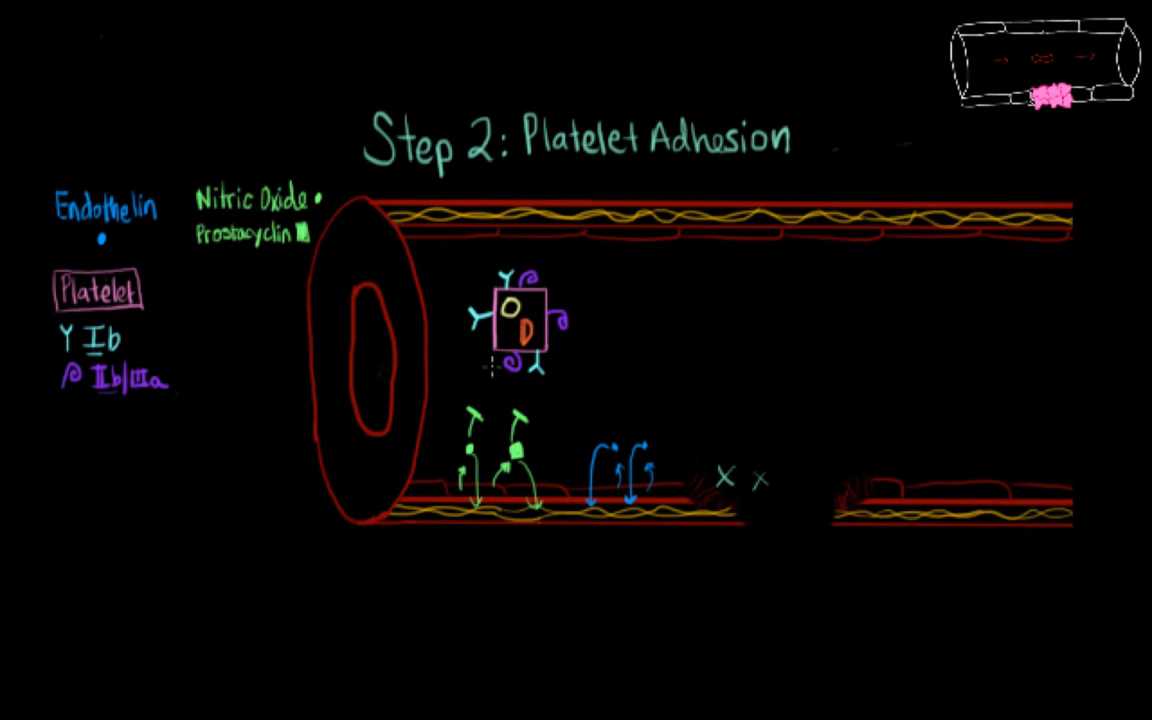 Step 2: Platelet Adhesion
Endothelin
Nitric Oxide
Prostacyclin
Platelet
Ib
IIb/IIIa
O
D
X X